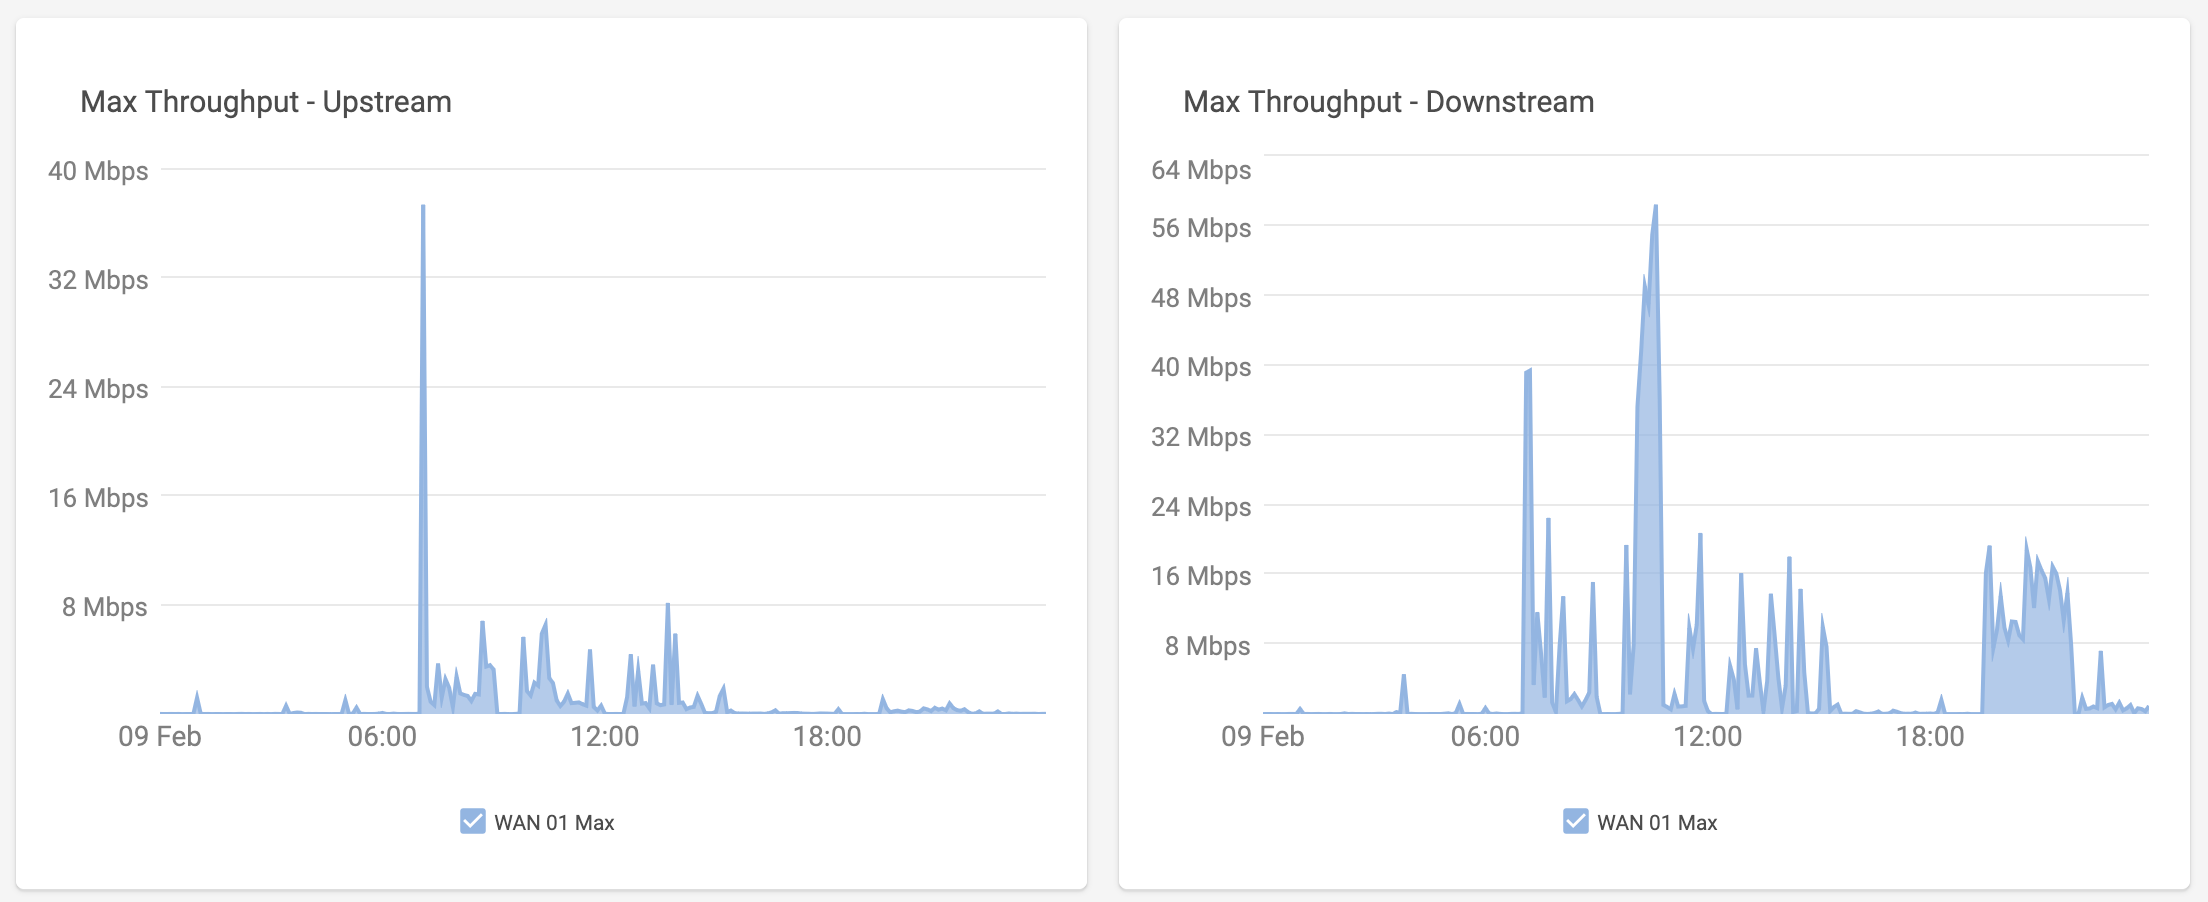 Max Throughput - Upstream
40 Mbps
32 Mbps
24 Mbps
16 Mbps
8 Mbps
09 Feb
06:00
12:00
18:00
WAN 01 Max
Max Throughput - Downstream
64 Mbps
56 Mbps
48 Mbps
40 Mbps
32 Mbps
24 Mbps
16 Mbps
8 Mbps
09 Feb
06:00
12:00
18:00
WAN 01 Max